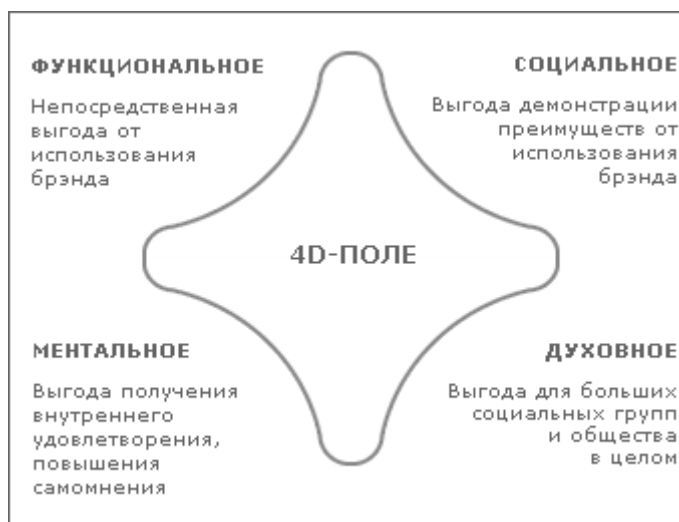 ФУНКЦИОНАЛЬНОЕ
Непосредственная
выгода от
использования
брэнда
СОЦИАЛЬНОЕ
Выгода демонстрации
преимуществ от
использования
брэнда
4D-ПОЛЕ
МЕНТАЛЬНОЕ
Выгода получения
внутреннего
удовлетворения,
повышения
самомнения
ДУХОВНОЕ
Выгода для больших
социальных групп
и общества
в целом